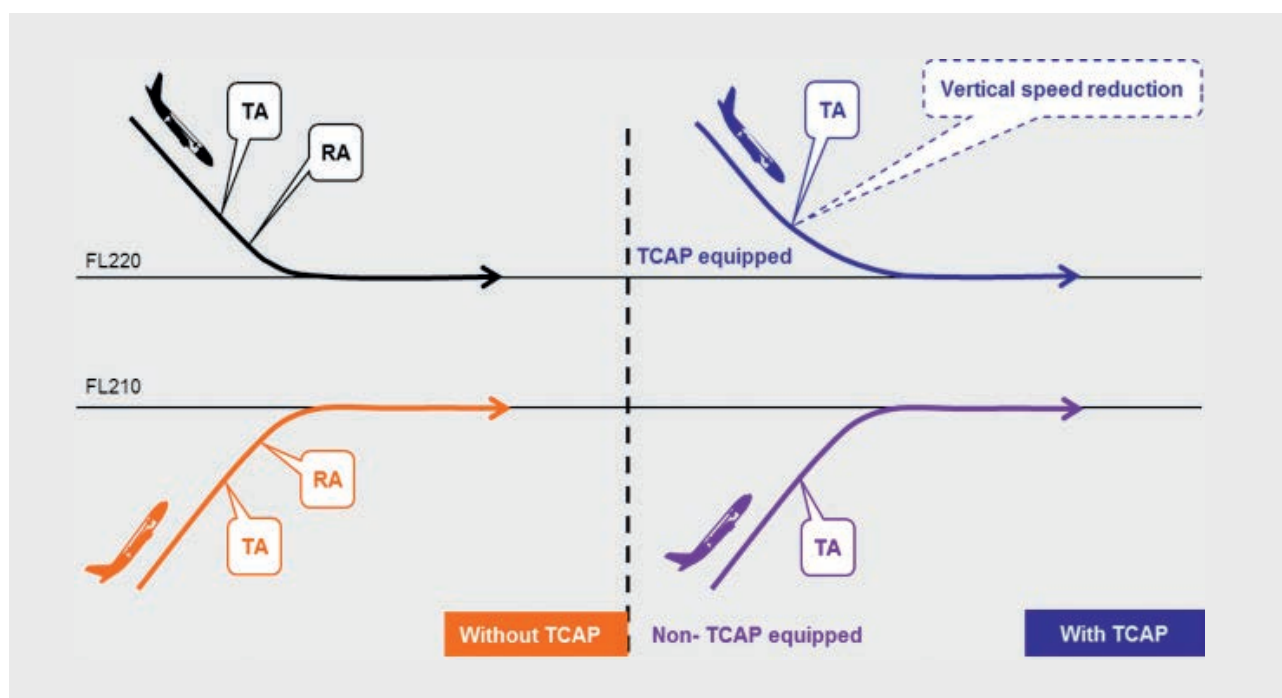 TA
RA
FL220
FL210
RA
TA
Without TCAP
TA
Vertical speed reduction
TCAP equipped
TA
Non- TCAP equipped
With TCAP